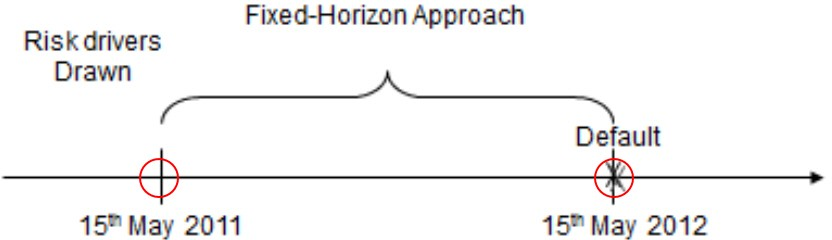 Fixed-Horizon Approach
Risk drivers
Drawn
Default
15th May 2011
15th May 2012